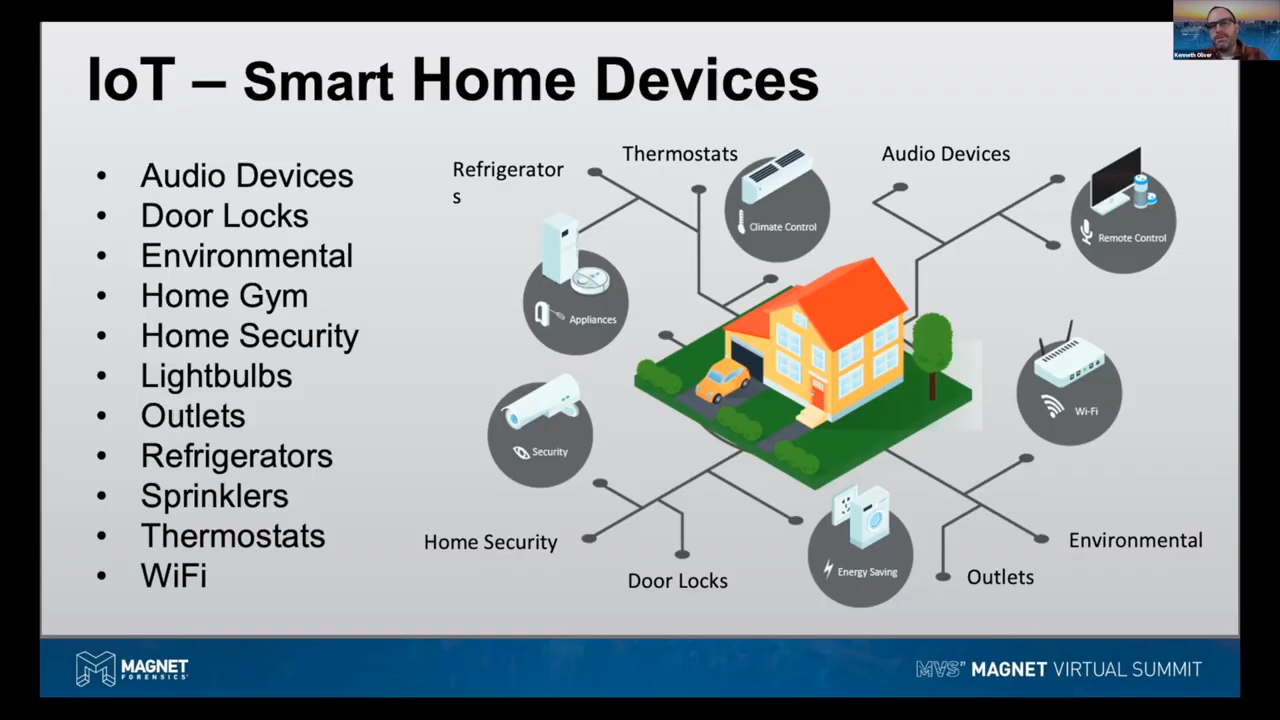 Kenneth Oliver
IoT – Smart Home Devices
• Audio Devices
• Door Locks
• Environmental
• Home Gym
• Home Security
• Lightbulbs
• Outlets
• Refrigerators
• Sprinklers
• Thermostats
• WiFi
Refrigerator
s
Thermostats
Audio Devices
Climate Control
Remote Control
Appliances
Wi-Fi
Security
Energy Saving
Home Security
Door Locks
Outlets
Environmental
MAGNET
FORENSICS
MVS MAGNET VIRTUAL SUMMIT